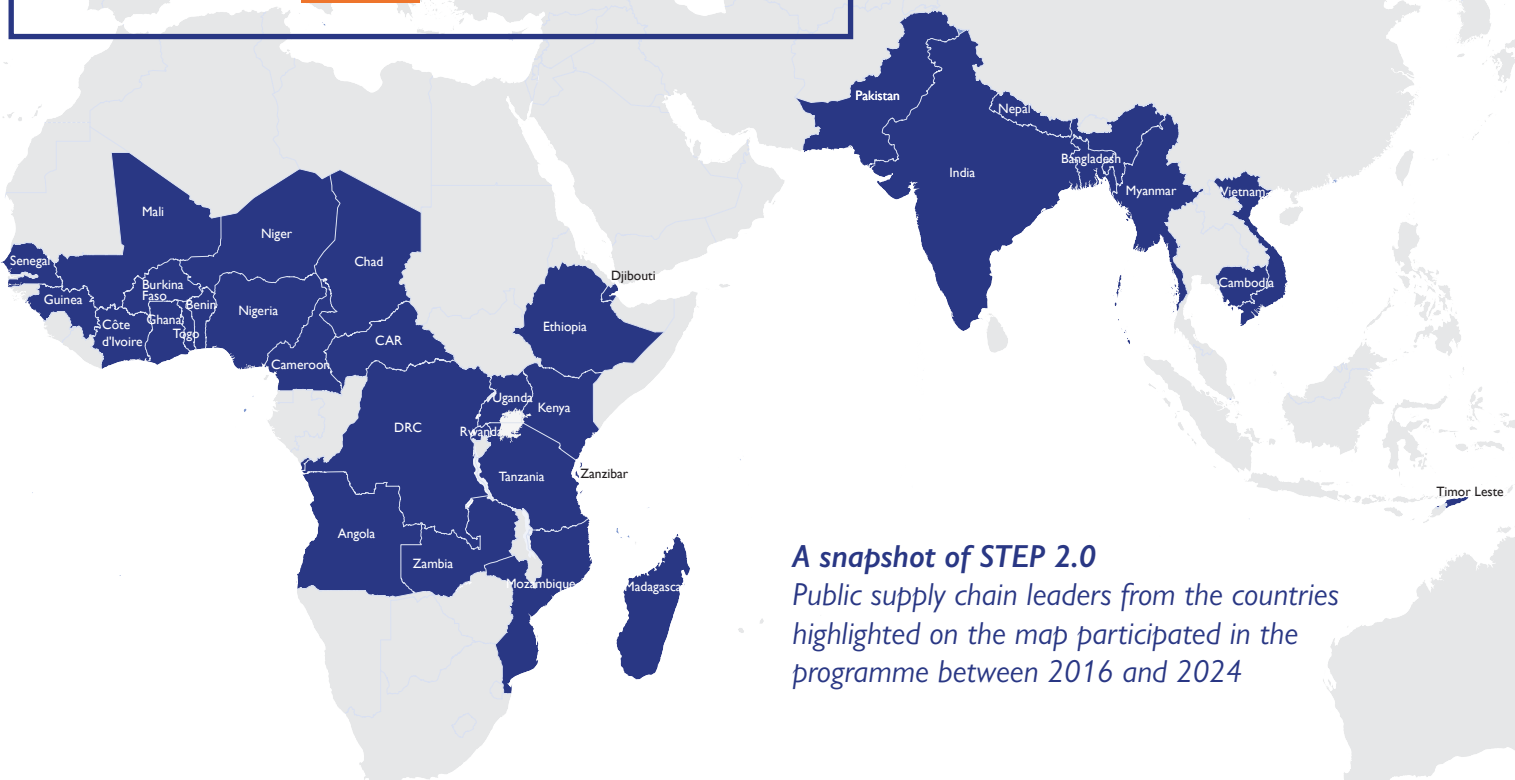 Pakistan
Nepal
Bangladesh
India
Myanmar
Vietnam
Cambodia
Mali
Niger
Chad
Senegal
Burkina
Faso
Guinea
Benin
Nigeria
Ghana
Togo
Côte
d'Ivoire
CAR
Cameroon
Djibouti
Ethiopia
Uganda
Kenya
DRC
Rwanda
Tanzania
Zanzibar
Angola
Zambia
Mozambique
Madagasca
Timor Leste
A snapshot of STEP 2.0
Public supply chain leaders from the countries
highlighted on the map participated in the
programme between 2016 and 2024